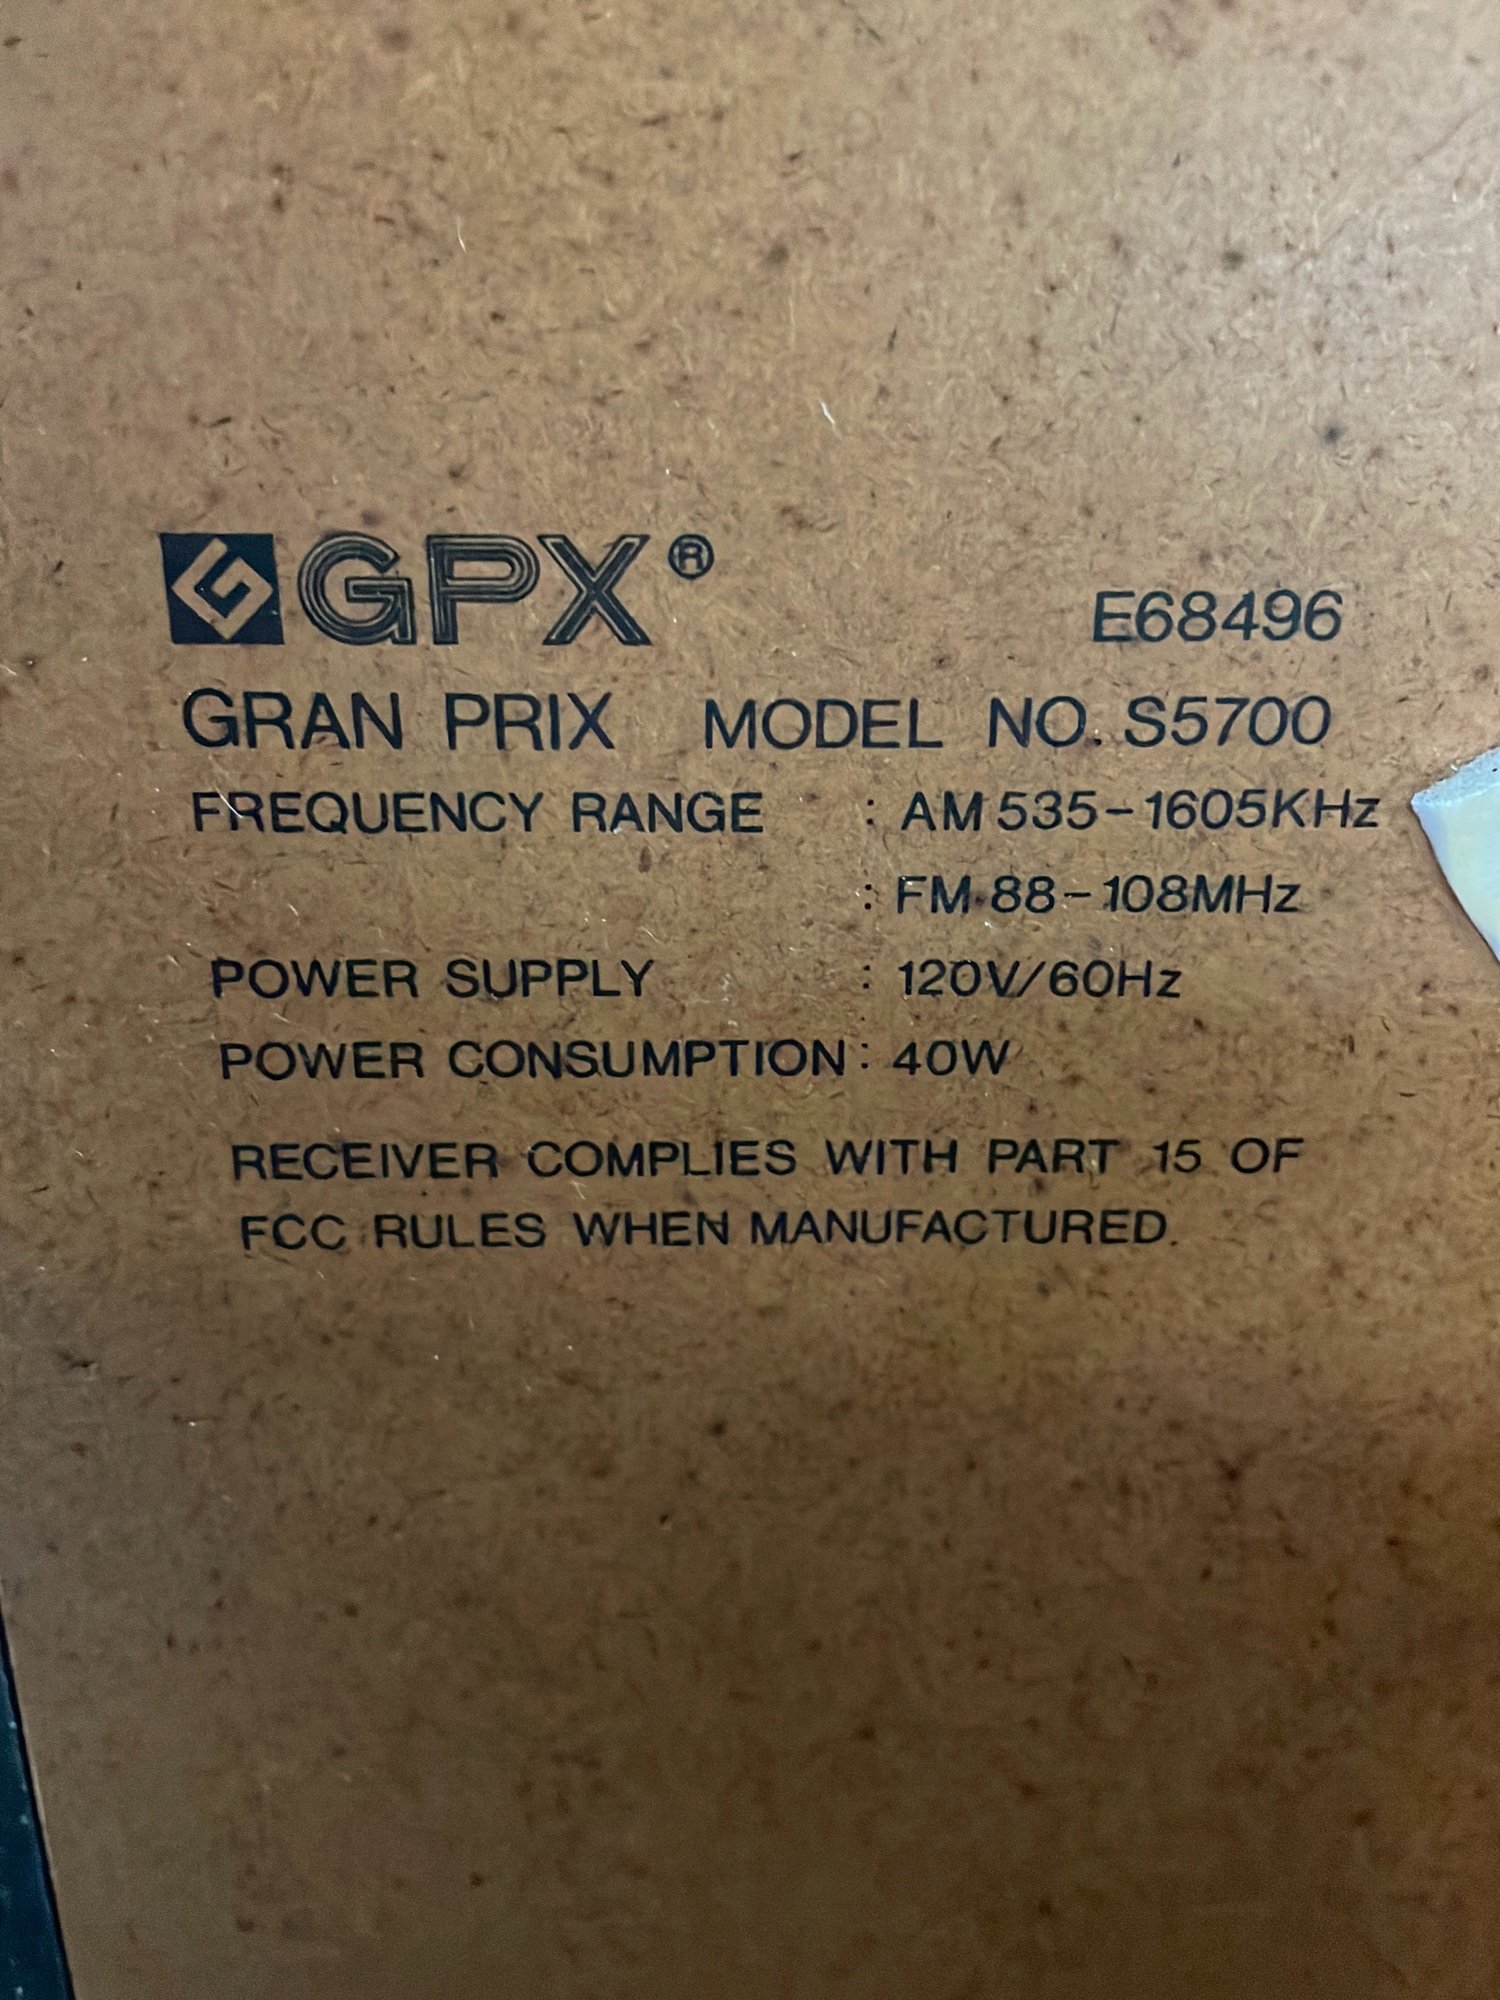 GPX®
E68496
GRAN PRIX MODEL NO. S5700
FREQUENCY RANGE : AM 535-1605KHz
: FM 88-108MHz
POWER SUPPLY : 120V/60Hz
POWER CONSUMPTION : 40W
RECEIVER COMPLIES WITH PART 15 OF
FCC RULES WHEN MANUFACTURED.